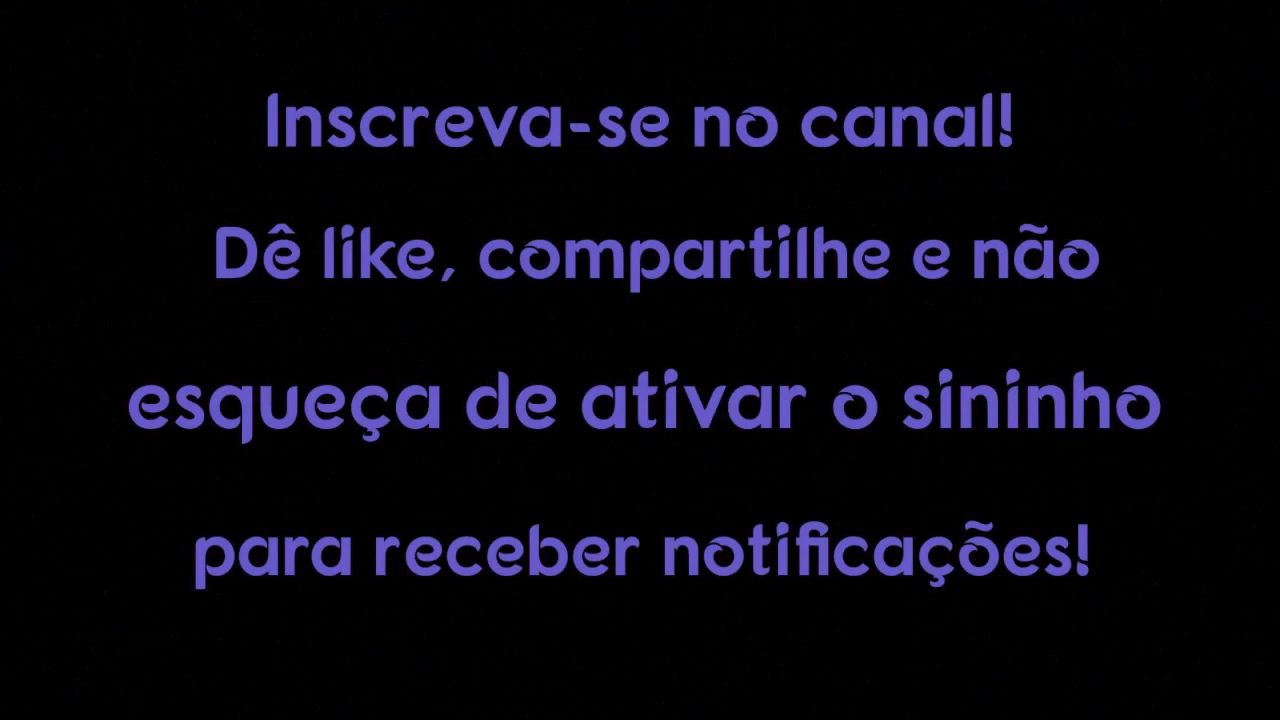 Inscreva-se no canal!
Dê like, compartilhe e não
esqueça de ativar o sininho
para receber notificações!